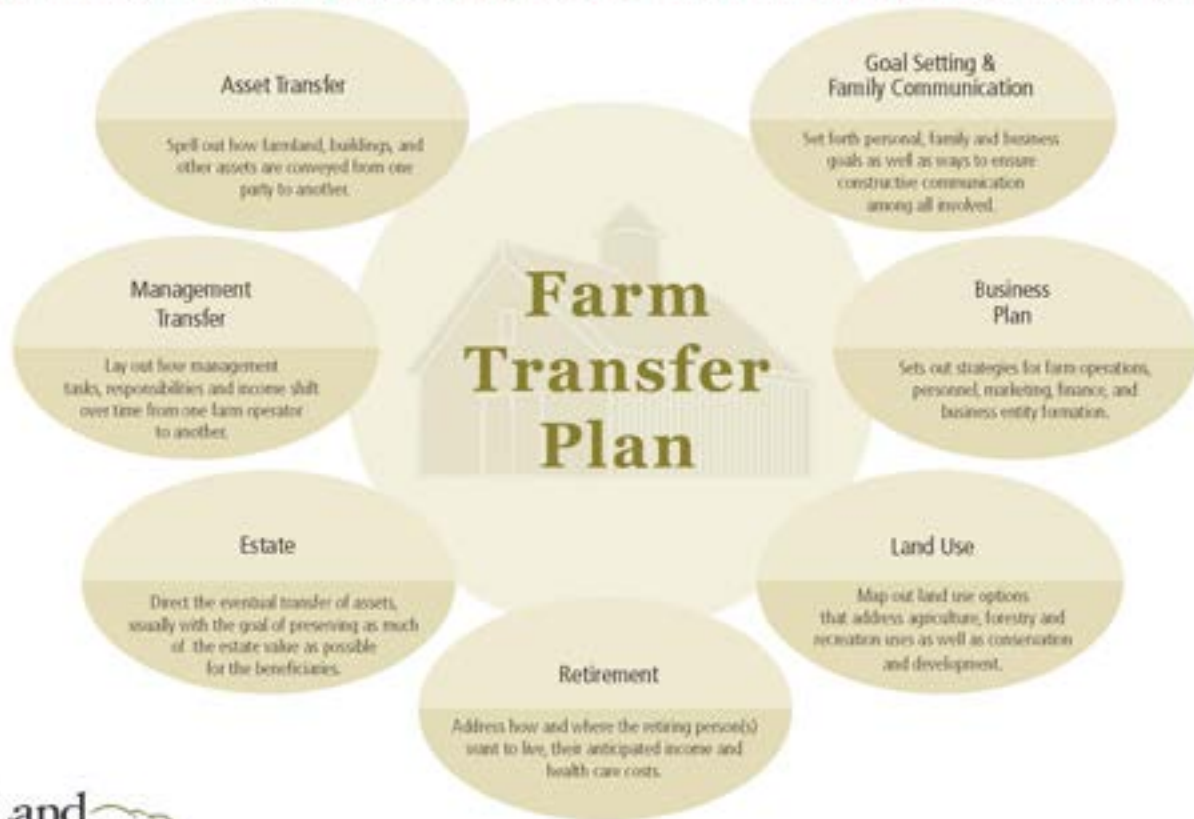 Asset Transfer
Spell out how farmland, buildings, and
other assets are conveyed from one
party to another.
Goal Setting &
Family Communication
Set forth personal, family and business
goals as well as ways to ensure
constructive communication
among all involved.
Management
Transfer
Lay out how management
tasks, responsibilities and income shift
over time from one farm operator
to another.
Farm
Transfer
Plan
Business
Plan
Sets out strategies for farm operations,
personnel, marketing, finance, and
business entity formation.
Estate
Direct the eventual transfer of assets,
usually with the goal of preserving as much
of the estate value as possible
for the beneficiaries.
Land Use
Map out land use options
that address agriculture, forestry and
recreation uses as well as conservation
and development.
Retirement
Address how and where the retiring person(s)
want to live, their anticipated income and
health care costs.
and